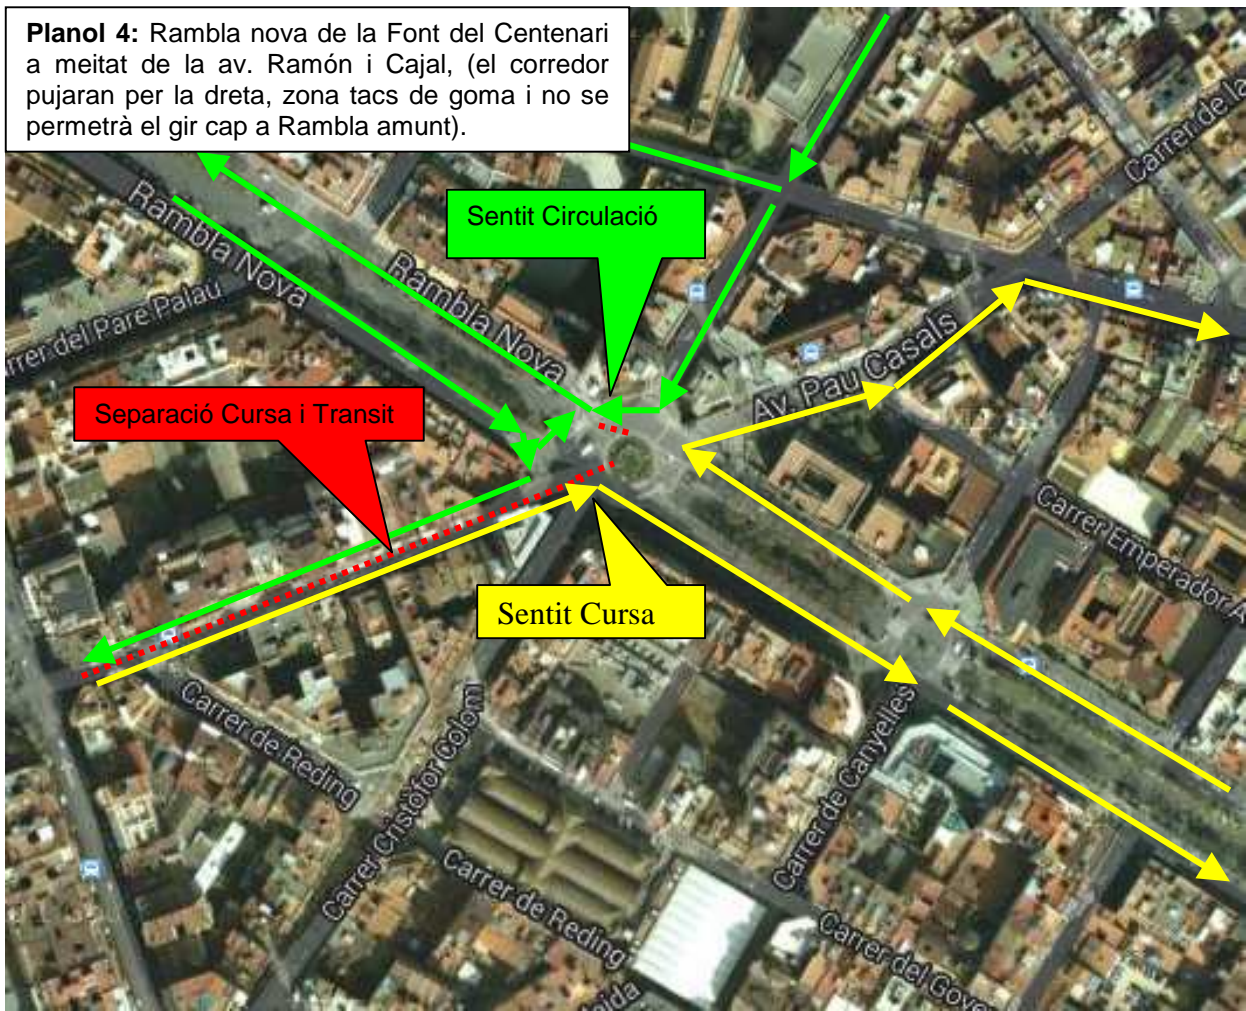 Planol 4: Rambla nova de la Font del Centenari
a meitat de la av. Ramón i Cajal, (el corredor
pujaran per la dreta, zona tacs de goma i no se
permetrà el gir cap a Rambla amunt).
Carrer de la
Sentit Circulació
Rambla Nova
Rambla Nova
rrer del Pare Palau
Av. Pau Casals
Separació Cursa i Transit
Carrer Emperador A
Sentit Cursa
Carrer de Reding
Carrer Cristòfor Colom
Carrer de Canyelles
Carrer de Reding
Carrer del Gover